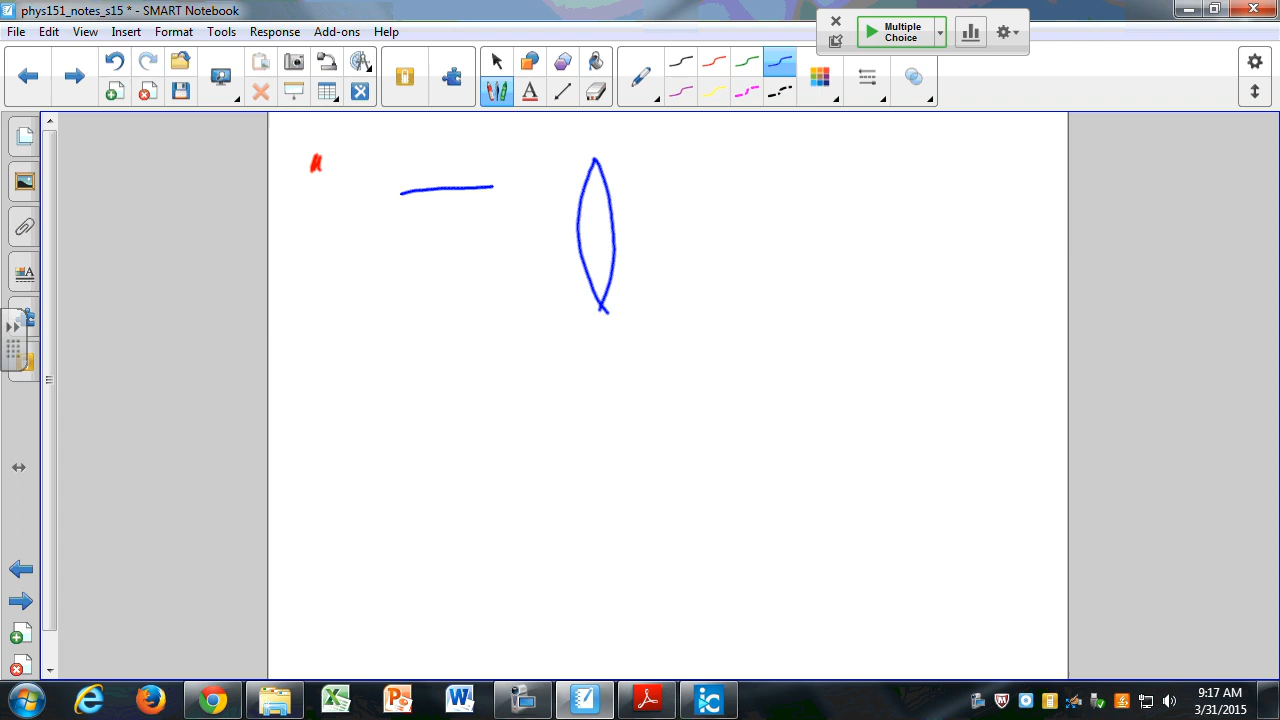 phys151_notes_s15 * - SMART Notebook
File Edit View Insert Format Tools Response Add-ons Help
Multiple
Choice
9:17 AM
3/31/2015